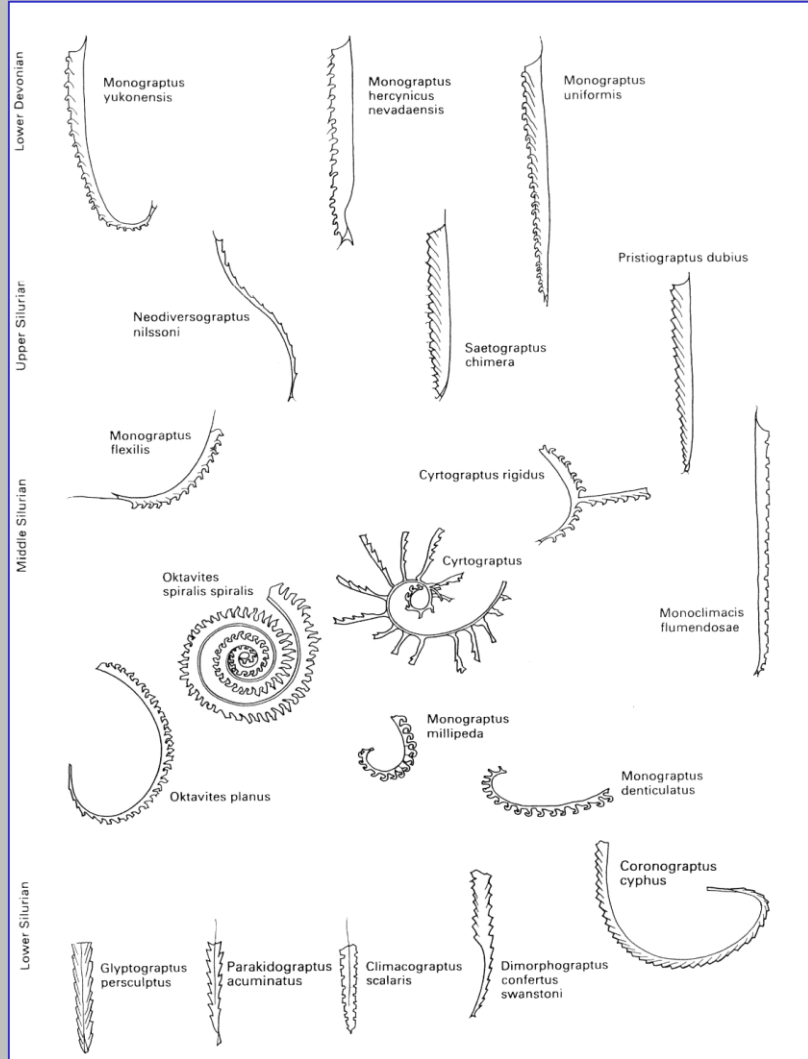 Lower Devonian
Monograptus
yukonensis
Monograptus
hercynicus
nevadaensis
Monograptus
uniformis
Upper Silurian
Pristiograptus dubius
Neodiversograptus
nilssoni
Saetograptus
chimera
Middle Silurian
Monograptus
flexilis
Cyrtograptus rigidus
Oktavites
spiralis spiralis
Cyrtograptus
Monoclimacis
flumendosae
Monograptus
millipeda
Oktavites planus
Monograptus
denticulatus
Lower Silurian
Coronograptus
cyphus
Glyptograptus
persculptus
Parakidograptus
acuminatus
Climacograptus
scalaris
Dimorphograptus
confertus
swanstoni